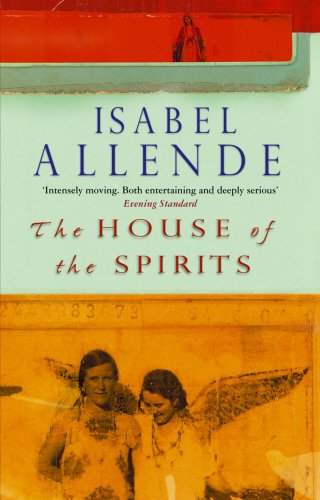 ISABEL
ALLENDE
‘Intensely moving. Both entertaining and deeply serious’
Evening Standard
The HOUSE of
the SPIRITS